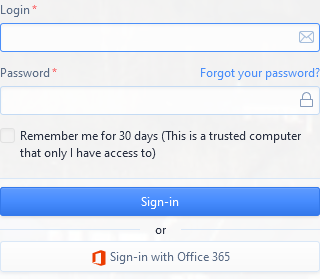 Login *
Password * Forgot your password?
Remember me for 30 days (This is a trusted computer
that only I have access to)
Sign-in
or
Sign-in with Office 365